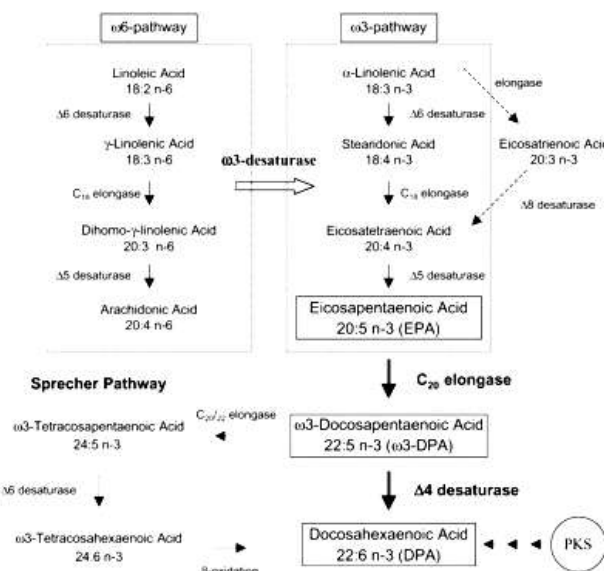 ω6-pathway
ω3-pathway
Linoleic Acid
18:2 n-6
Δ6 desaturase
γ-Linolenic Acid
18:3 n-6
C18 elongase
Dihomo-γ-linolenic Acid
20:3 n-6
Δ5 desaturase
Arachidonic Acid
20:4 n-6
ω3-desaturase
α-Linolenic Acid
18:3 n-3
Δ6 desaturase
Stearidonic Acid
18:4 n-3
C18 elongase
Eicosatetraenoic Acid
20:4 n-3
Δ5 desaturase
Eicosapentaenoic Acid
20:5 n-3 (EPA)
elongase
Eicosatrienoic Acid
20:3 n-3
Δ8 desaturase
C20 elongase
Sprecher Pathway
C20/22 elongase
ω3-Tetracosapentaenoic Acid
24:5 n-3
ω3-Docosapentaenoic Acid
22:5 n-3 (ω3-DPA)
Δ6 desaturase
Δ4 desaturase
ω3-Tetracosahexaenoic Acid
24.6 n-3
Docosahexaenoic Acid
22:6 n-3 (DPA)
PKS